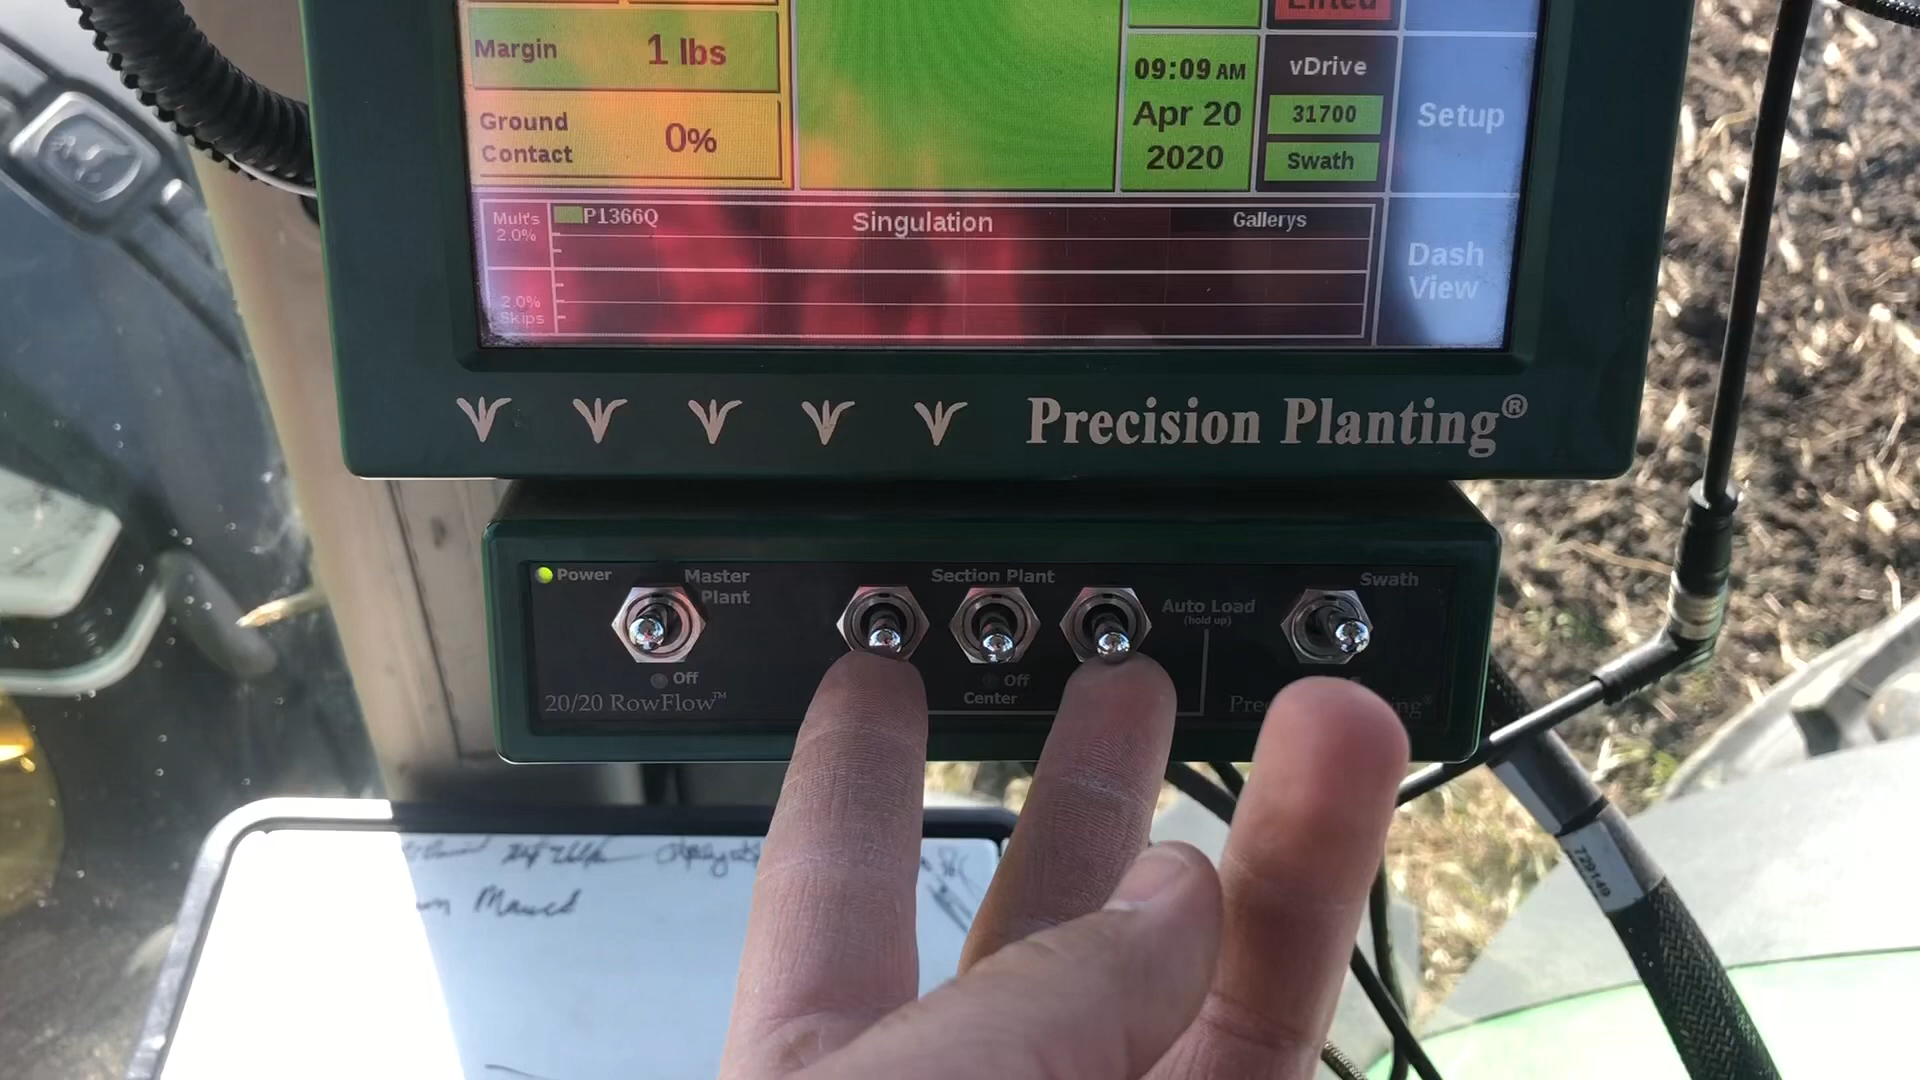 Lifted
Margin 1 lbs
Ground
Contact 0%
09:09 AM
Apr 20
2020
vDrive
31700
Swath
Setup
Mult's
2.0%
P1366Q
Singulation
Gallerys
2.0%
Skips
Dash
View
Precision Planting®
Power
Master
Plant
Off
20/20 RowFlow™
Section Plant
Off
Center
Auto Load
(hold up)
Swath
729149